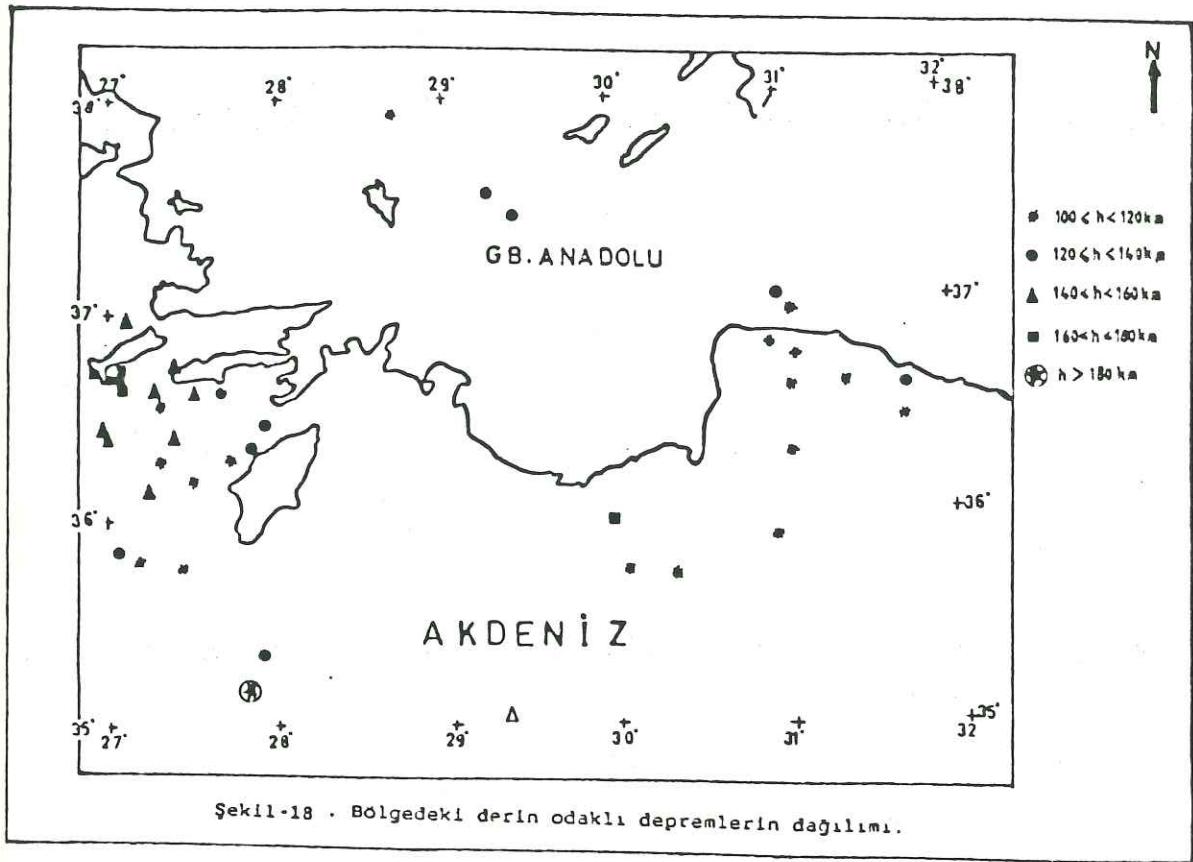 N
27° 28° 29° 30° 31° 32°
38° 38°
100 ≤ h < 120 km
120 ≤ h < 140 km
GB. ANADOLU
37° 37°
140 ≤ h < 160 km
160 < h ≤ 180 km
h > 180 km
36° 36°
AKDENİZ
35° 35°
27° 28° 29° 30° 31° 32
Şekil-18 . Bölgedeki derin odaklı depremlerin dağılımı.